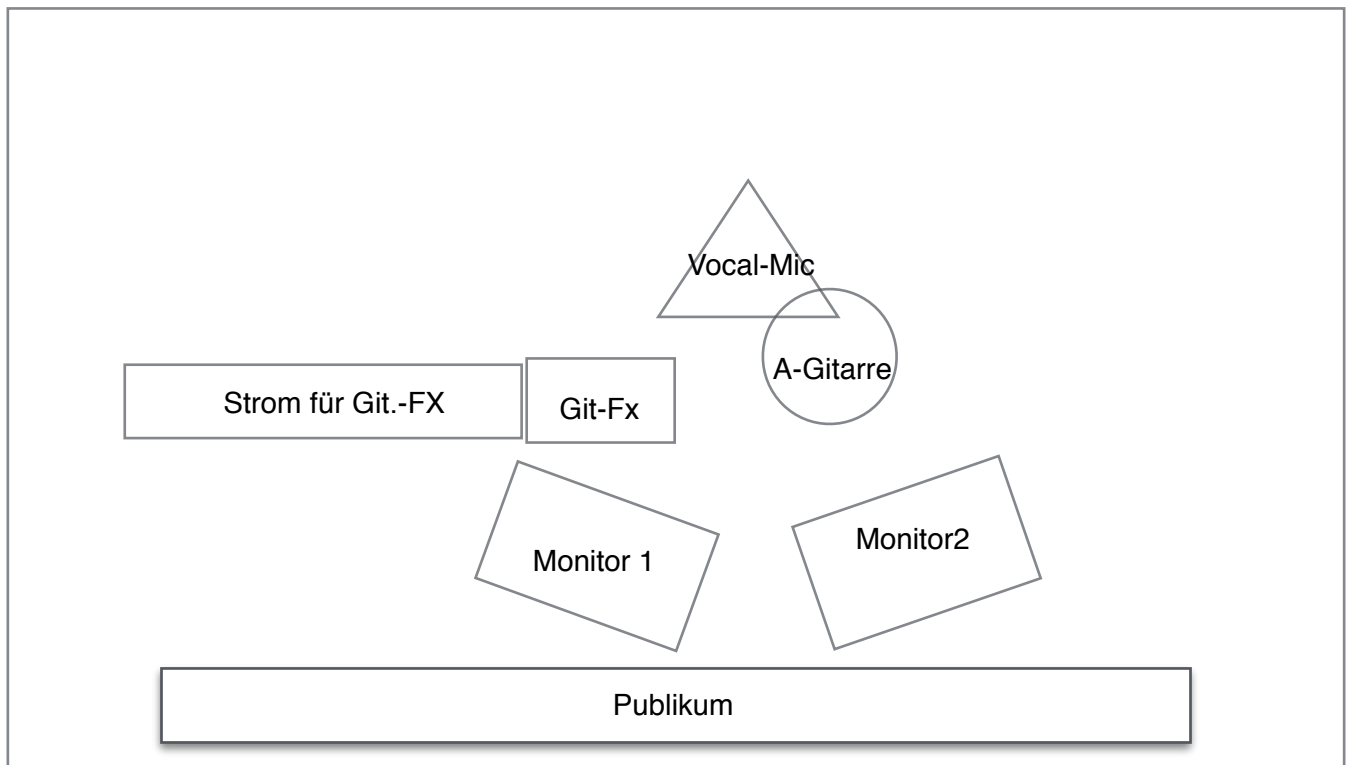 Vocal-Mic
A-Gitarre
Strom für Git.-FX
Git-Fx
Monitor 1
Monitor2
Publikum